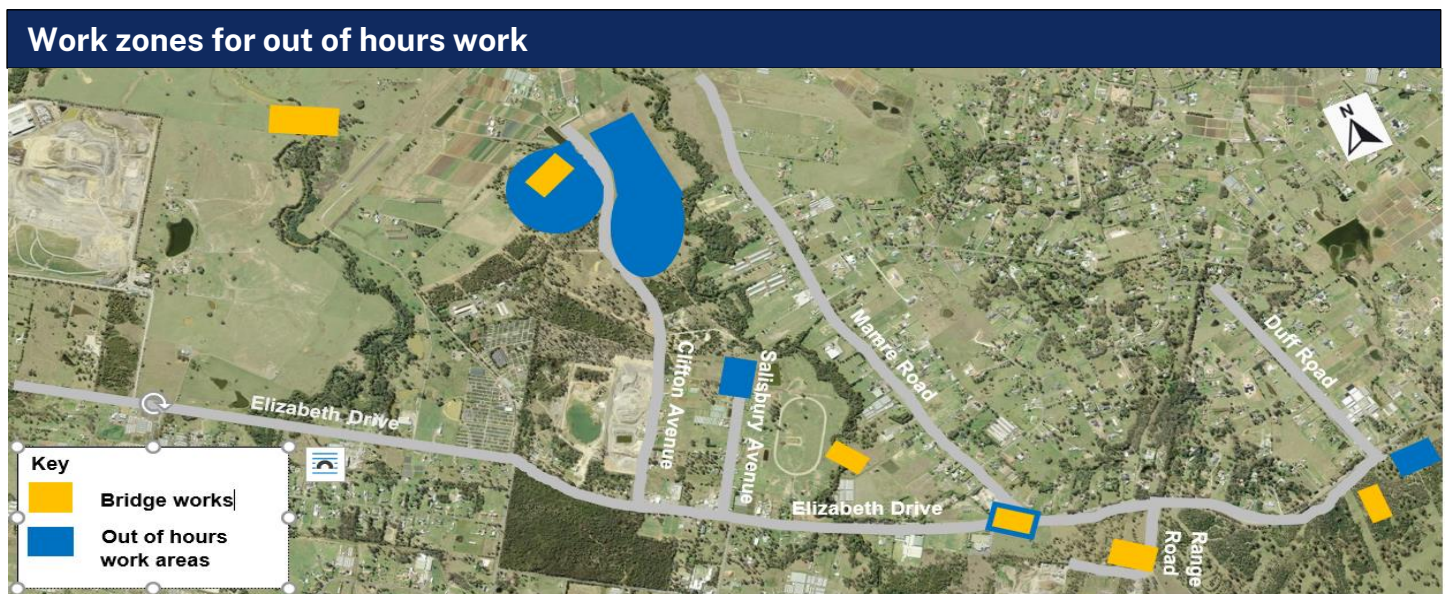 Work zones for out of hours work
N
Elizabeth Drive
Clifton Avenue
Salisbury Avenue
Mamre Road
Duff Road
Elizabeth Drive
Range
Road
Key
Bridge works
Out of hours
work areas